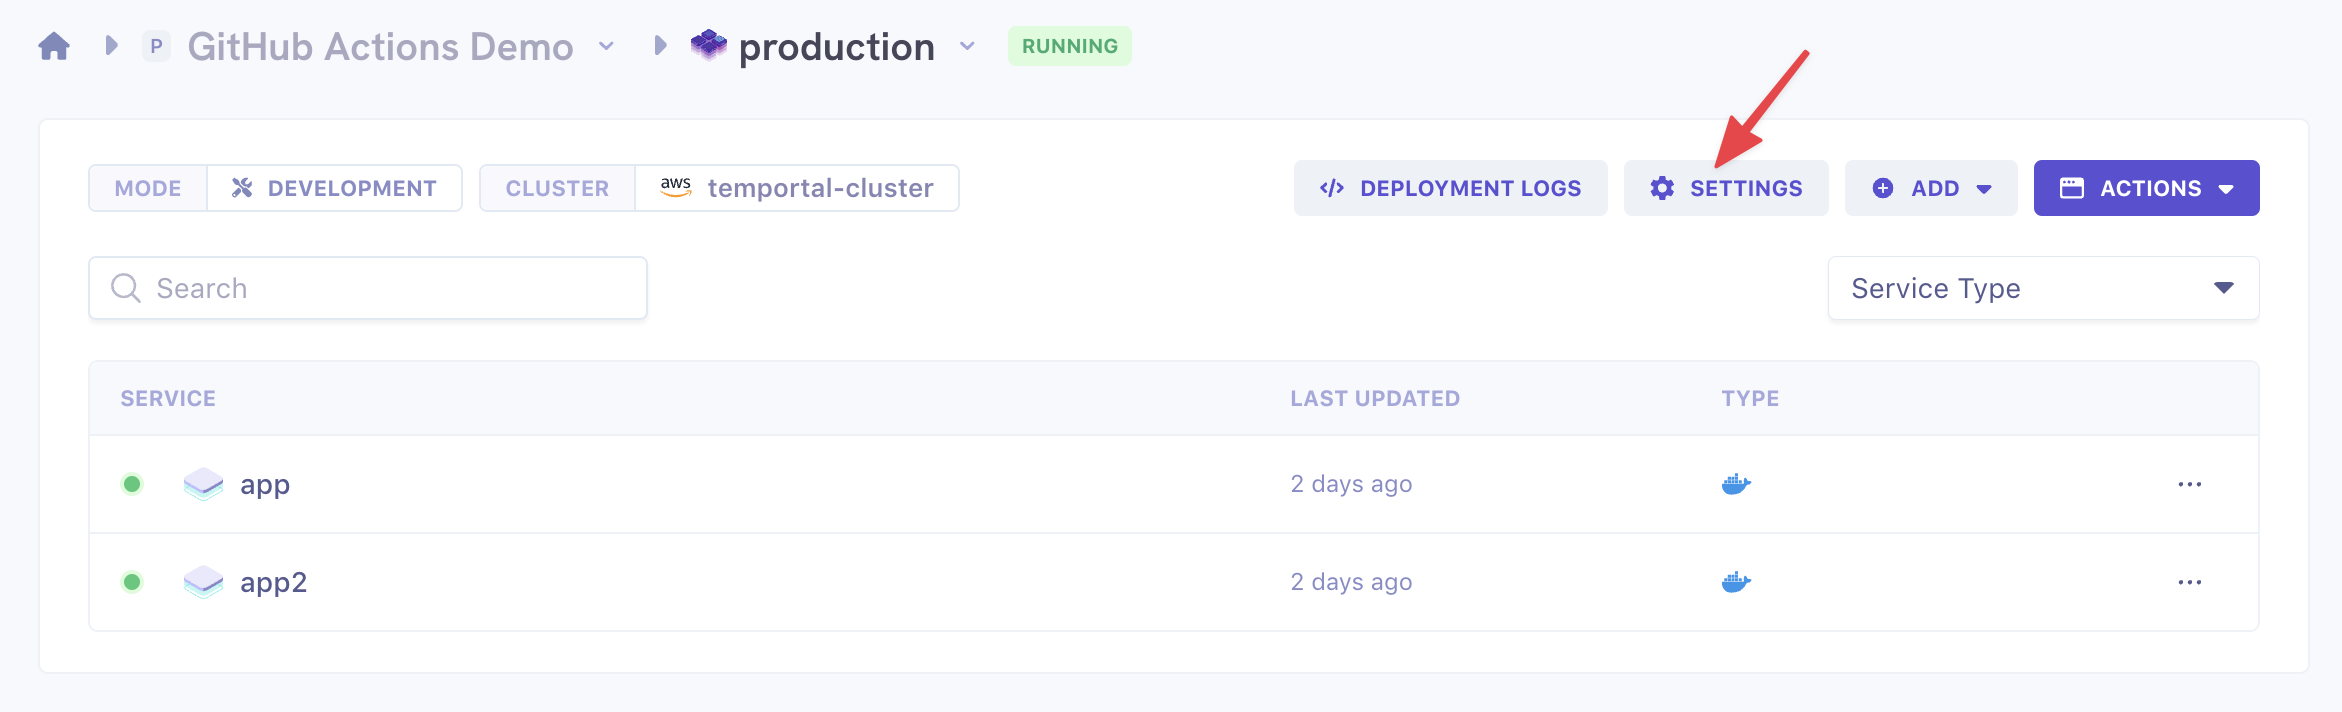 P GitHub Actions Demo production RUNNING
MODE DEVELOPMENT CLUSTER aws temportal-cluster </> DEPLOYMENT LOGS SETTINGS ADD ACTIONS
Search Service Type
SERVICE LAST UPDATED TYPE
app 2 days ago ...
app2 2 days ago ...